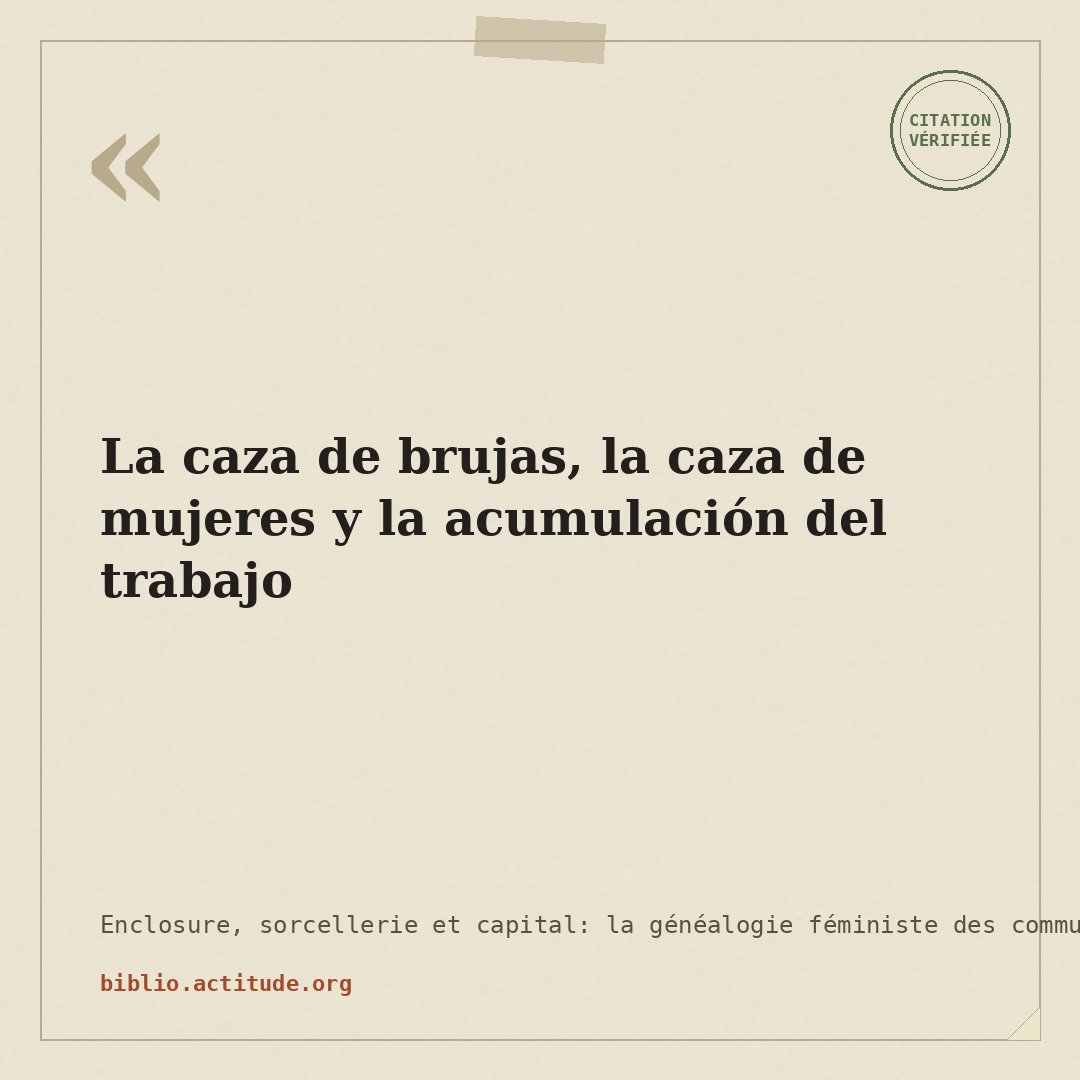 «
CITATION
VÉRIFIÉE
La caza de brujas, la caza de
mujeres y la acumulación del
trabajo
Enclosure, sorcellerie et capital: la généalogie féministe des commu
biblio.actitude.org